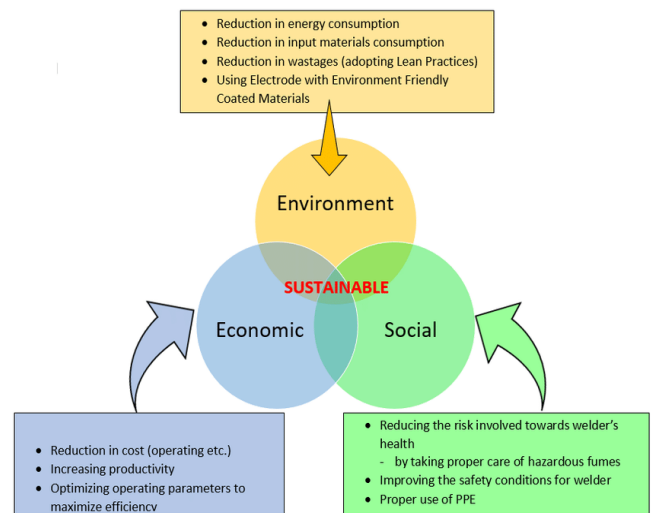 • Reduction in energy consumption
• Reduction in input materials consumption
• Reduction in wastages (adopting Lean Practices)
• Using Electrode with Environment Friendly
Coated Materials
Environment
SUSTAINABLE
Economic
Social
• Reduction in cost (operating etc.)
• Increasing productivity
• Optimizing operating parameters to
maximize efficiency
• Reducing the risk involved towards welder's
health
- by taking proper care of hazardous fumes
• Improving the safety conditions for welder
• Proper use of PPE